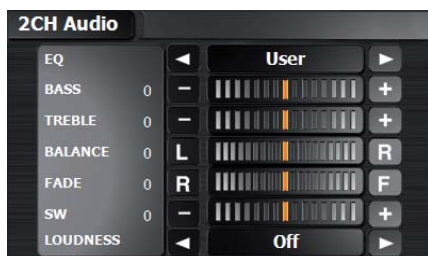 2CH Audio
EQ User
BASS 0 − +
TREBLE 0 − +
BALANCE 0 L R
FADE 0 R F
SW 0 − +
LOUDNESS Off